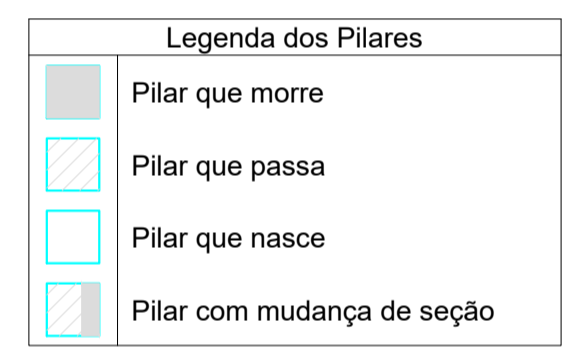 Legenda dos Pilares
Pilar que morre
Pilar que passa
Pilar que nasce
Pilar com mudança de seção